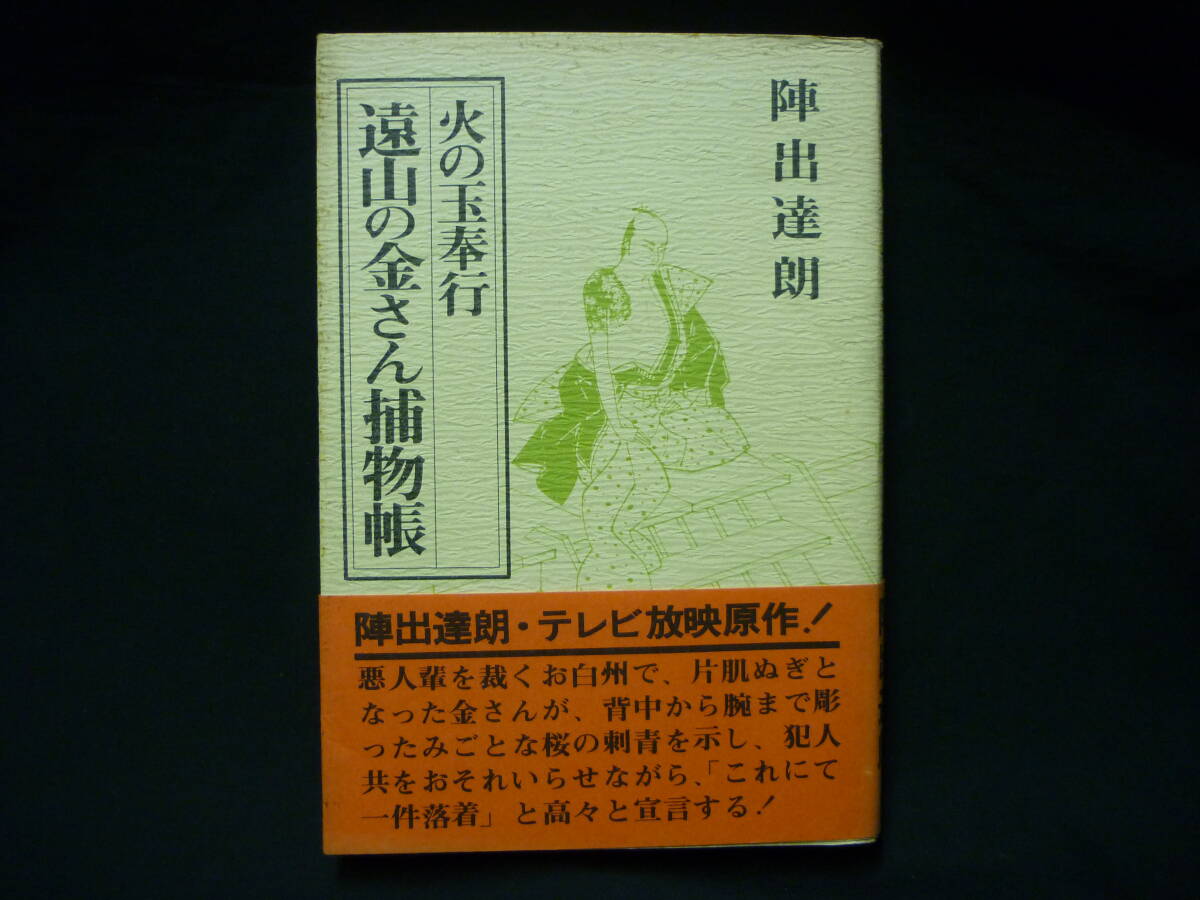 陣出達朗
火の玉奉行
遠山の金さん捕物帳
陣出達朗・テレビ放映原作!
悪人輩を裁くお白州で、片肌ぬぎと
なった金さんが、背中から腕まで彫
ったみごとな桜の刺青を示し、犯人
共をおそれいらせながら、「これにて
一件落着」と高々と宣言する!